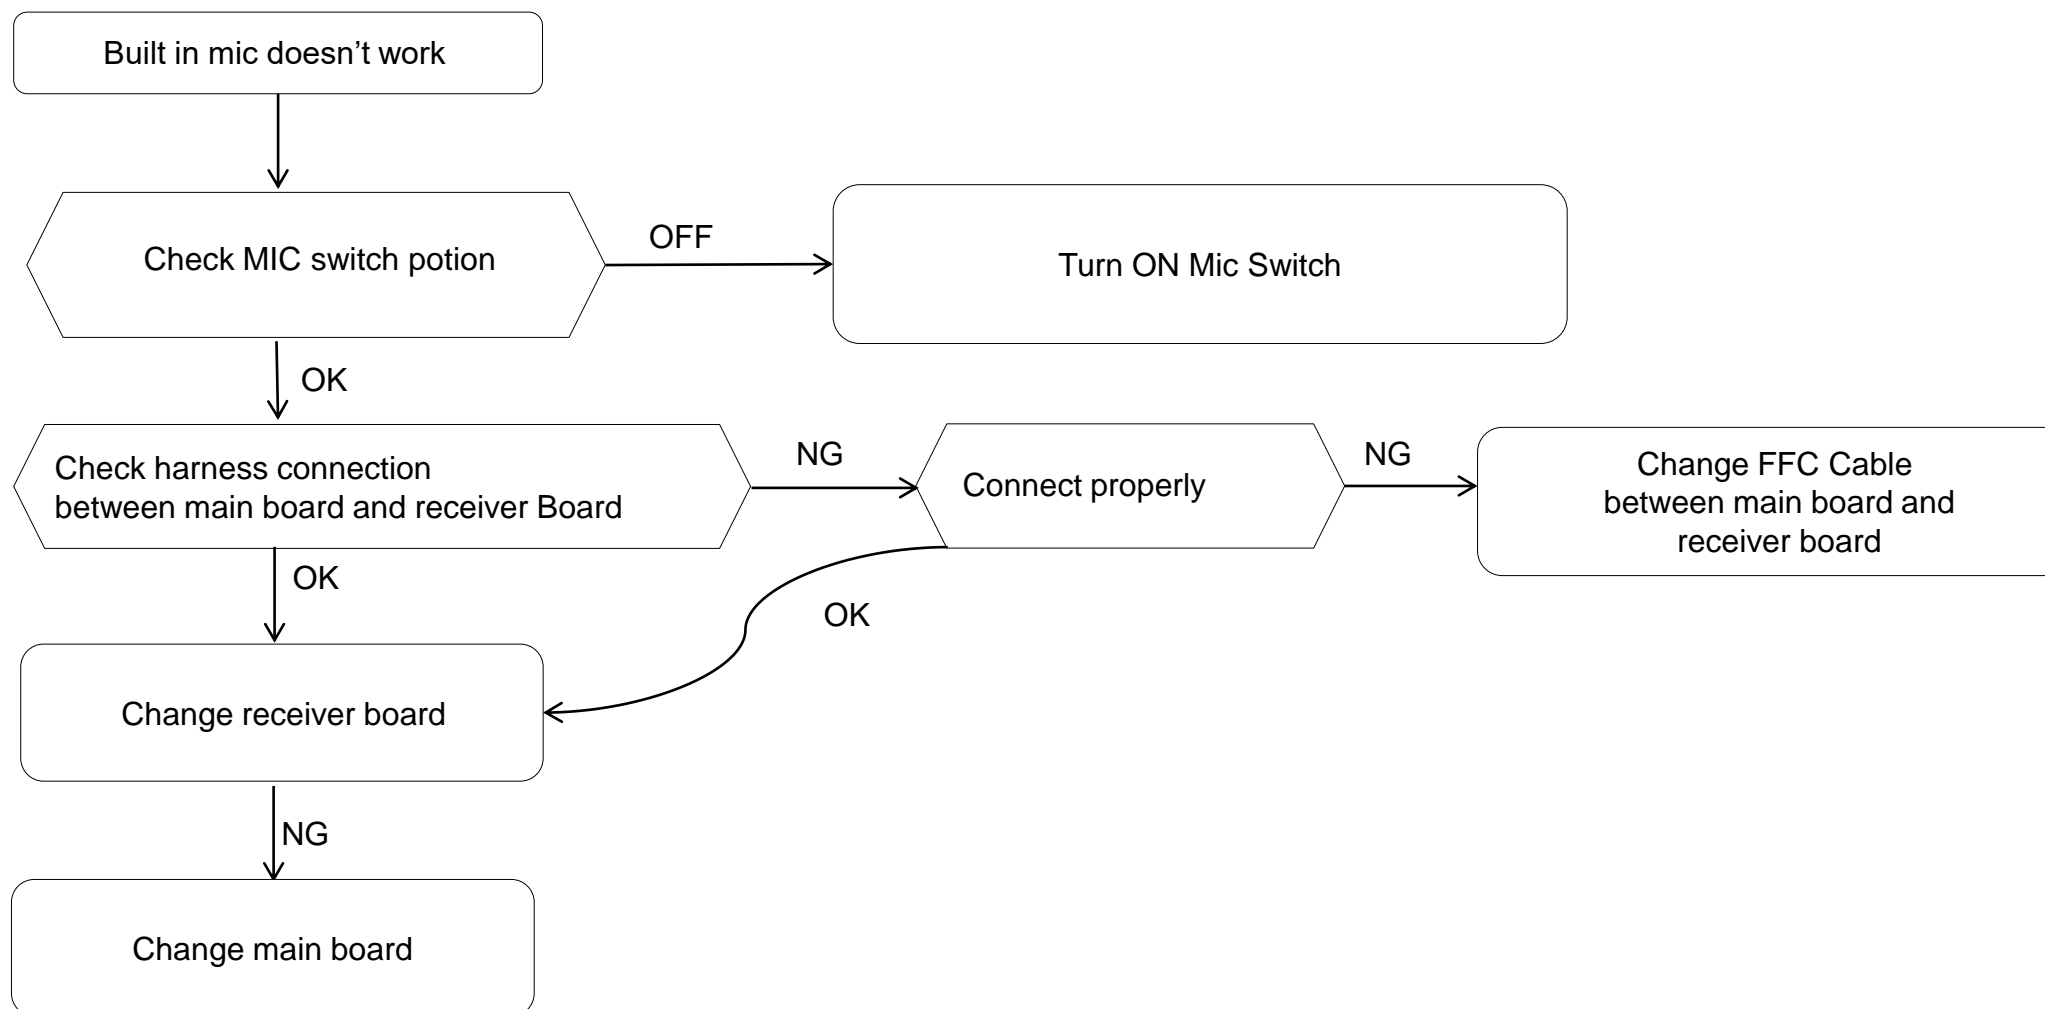 Built in mic doesn’t work
Check MIC switch potion
OFF
Turn ON Mic Switch
OK
Check harness connection
between main board and receiver Board
NG
Connect properly
NG
Change FFC Cable
between main board and
receiver board
OK
OK
Change receiver board
NG
Change main board